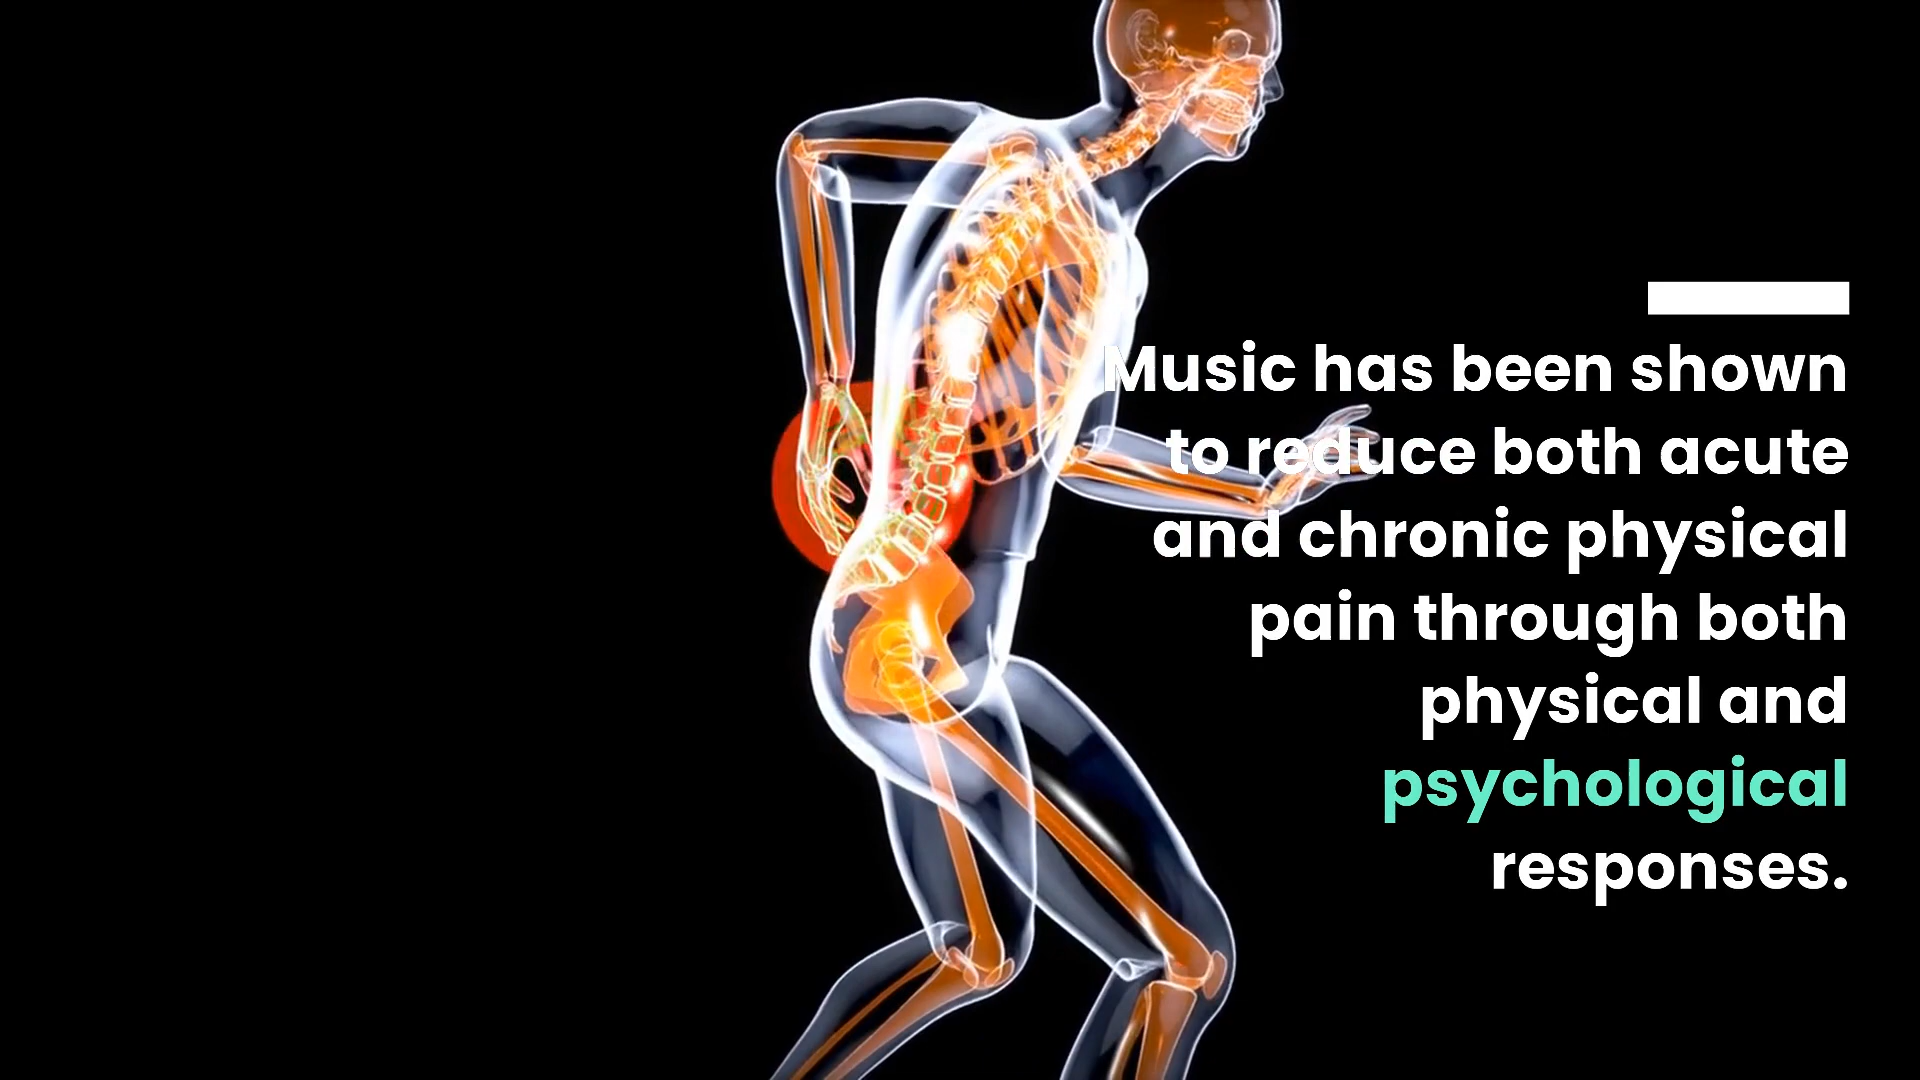 Music has been shown
to reduce both acute
and chronic physical
pain through both
physical and
psychological
responses.